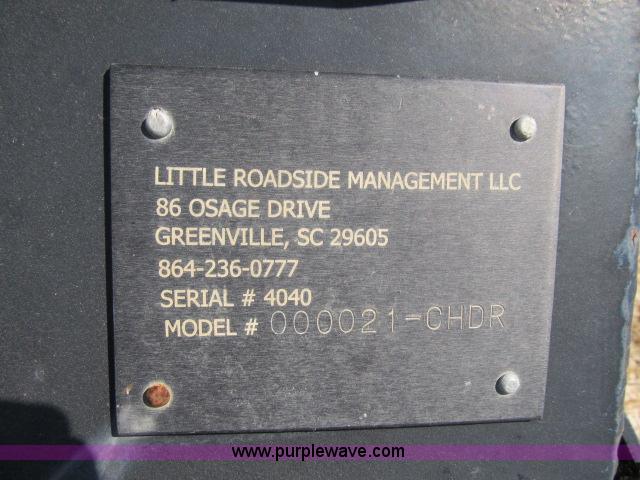 LITTLE ROADSIDE MANAGEMENT LLC
86 OSAGE DRIVE
GREENVILLE, SC 29605
864-236-0777
SERIAL # 4040
MODEL # 000021-CHDR
www.purplewave.com